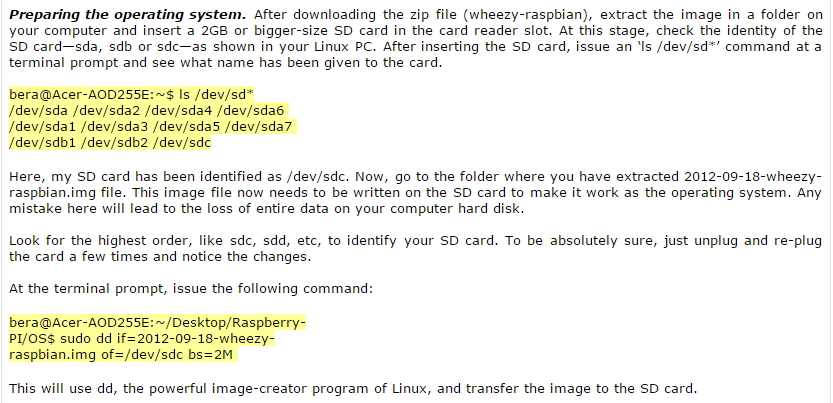 Preparing the operating system. After downloading the zip file (wheezy-raspbian), extract the image in a folder on
your computer and insert a 2GB or bigger-size SD card in the card reader slot. At this stage, check the identity of the
SD card—sda, sdb or sdc—as shown in your Linux PC. After inserting the SD card, issue an ‘ls /dev/sd*’ command at a
terminal prompt and see what name has been given to the card.
bera@Acer-AOD255E:~$ ls /dev/sd*
/dev/sda /dev/sda2 /dev/sda4 /dev/sda6
/dev/sda1 /dev/sda3 /dev/sda5 /dev/sda7
/dev/sdb1 /dev/sdb2 /dev/sdc
Here, my SD card has been identified as /dev/sdc. Now, go to the folder where you have extracted 2012-09-18-wheezy-
raspbian.img file. This image file now needs to be written on the SD card to make it work as the operating system. Any
mistake here will lead to the loss of entire data on your computer hard disk.
Look for the highest order, like sdc, sdd, etc, to identify your SD card. To be absolutely sure, just unplug and re-plug
the card a few times and notice the changes.
At the terminal prompt, issue the following command:
bera@Acer-AOD255E:~/Desktop/Raspberry-
PI/OS$ sudo dd if=2012-09-18-wheezy-
raspbian.img of=/dev/sdc bs=2M
This will use dd, the powerful image-creator program of Linux, and transfer the image to the SD card.